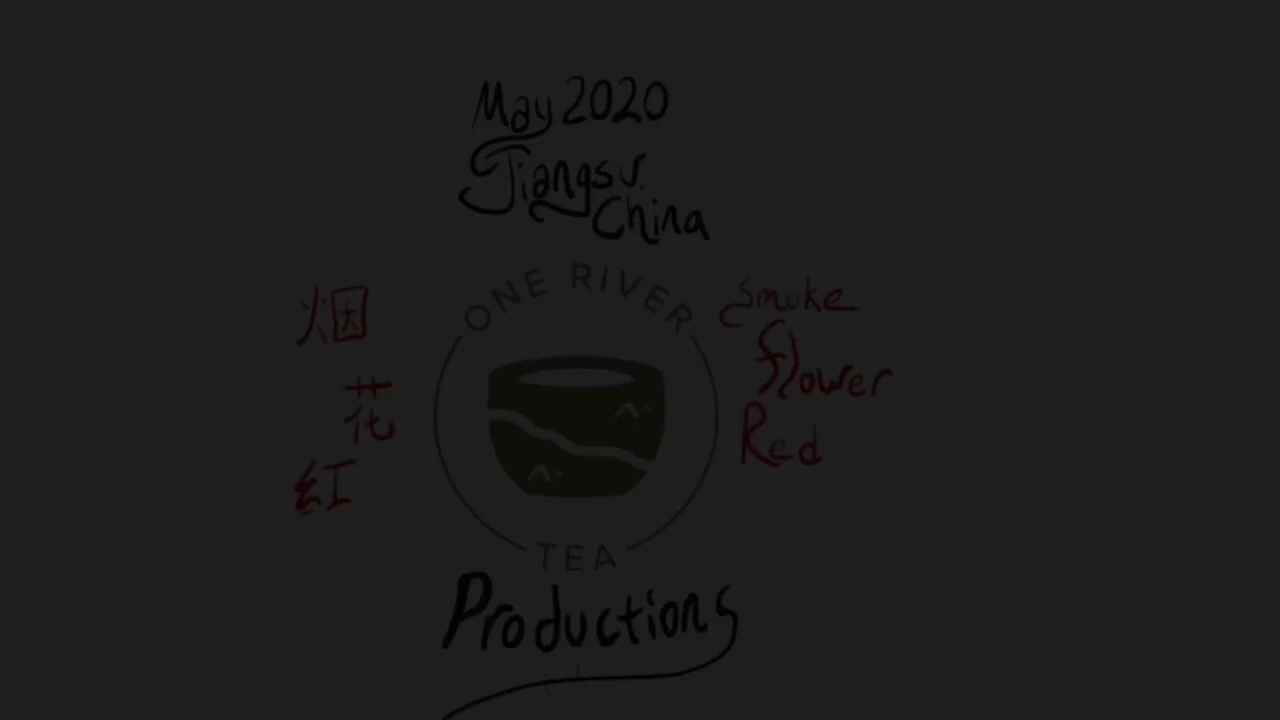 May 2020
Jiangsu,
China
ONE RIVER
烟
花
红
Smoke
flower
Red
TEA
Productions